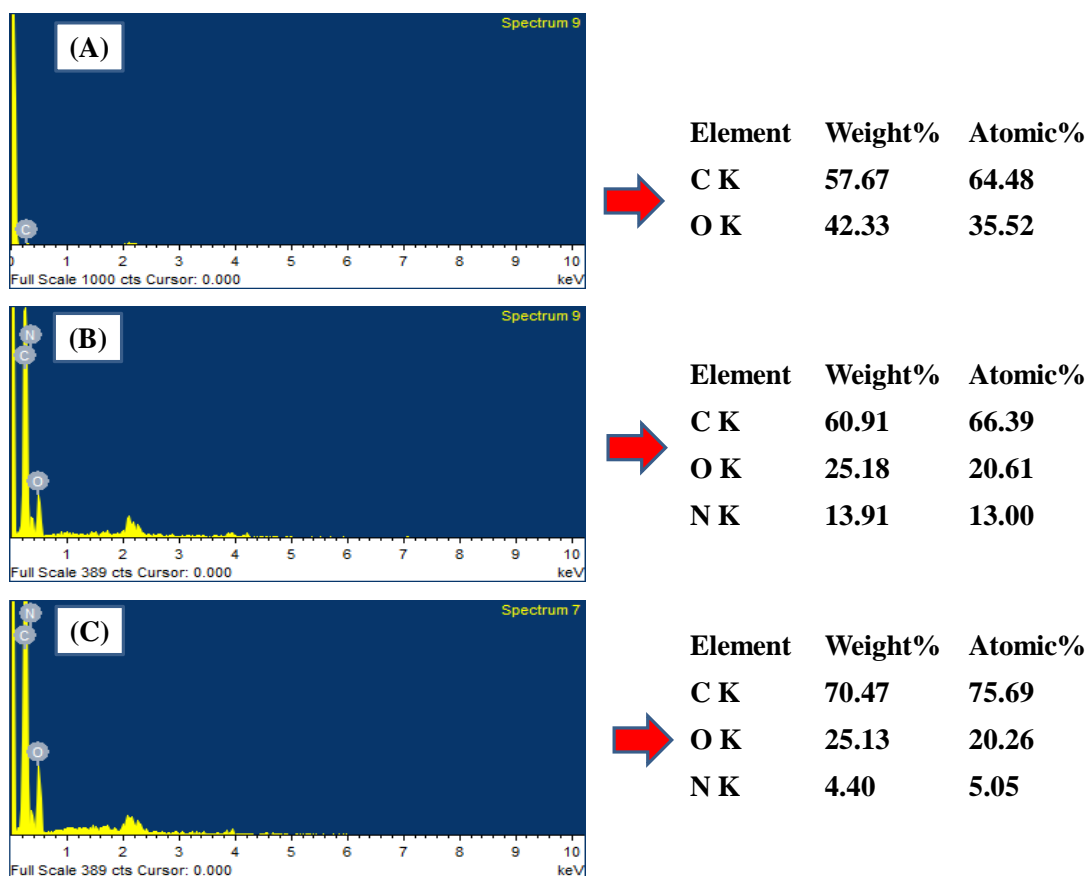 Spectrum 9
(A)
C
0 1 2 3 4 5 6 7 8 9 10
Full Scale 1000 cts Cursor: 0.000 keV
Element Weight% Atomic%
C K 57.67 64.48
O K 42.33 35.52
Spectrum 9
(B)
N
C
O
1 2 3 4 5 6 7 8 9 10
Full Scale 389 cts Cursor: 0.000 keV
Element Weight% Atomic%
C K 60.91 66.39
O K 25.18 20.61
N K 13.91 13.00
Spectrum 7
(C)
N
C
O
1 2 3 4 5 6 7 8 9 10
Full Scale 389 cts Cursor: 0.000 keV
Element Weight% Atomic%
C K 70.47 75.69
O K 25.13 20.26
N K 4.40 5.05